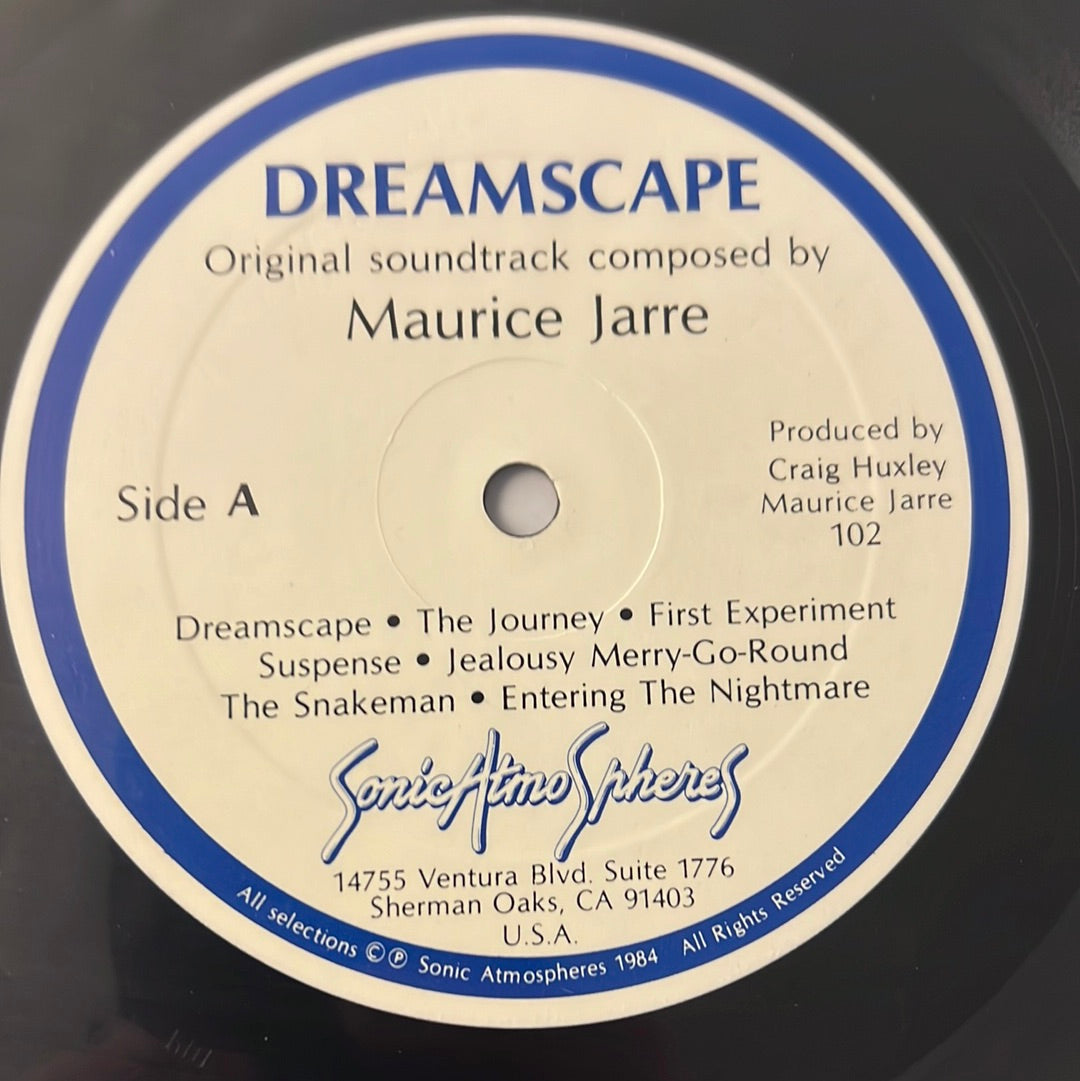 DREAMSCAPE
Original soundtrack composed by
Maurice Jarre
Side A
Produced by
Craig Huxley
Maurice Jarre
102
Dreamscape • The Journey • First Experiment
Suspense • Jealousy Merry-Go-Round
The Snakeman • Entering The Nightmare
Sonic AtmoSphereS
14755 Ventura Blvd. Suite 1776
Sherman Oaks, CA 91403
U.S.A.
All selections © ℗ Sonic Atmospheres 1984 All Rights Reserved